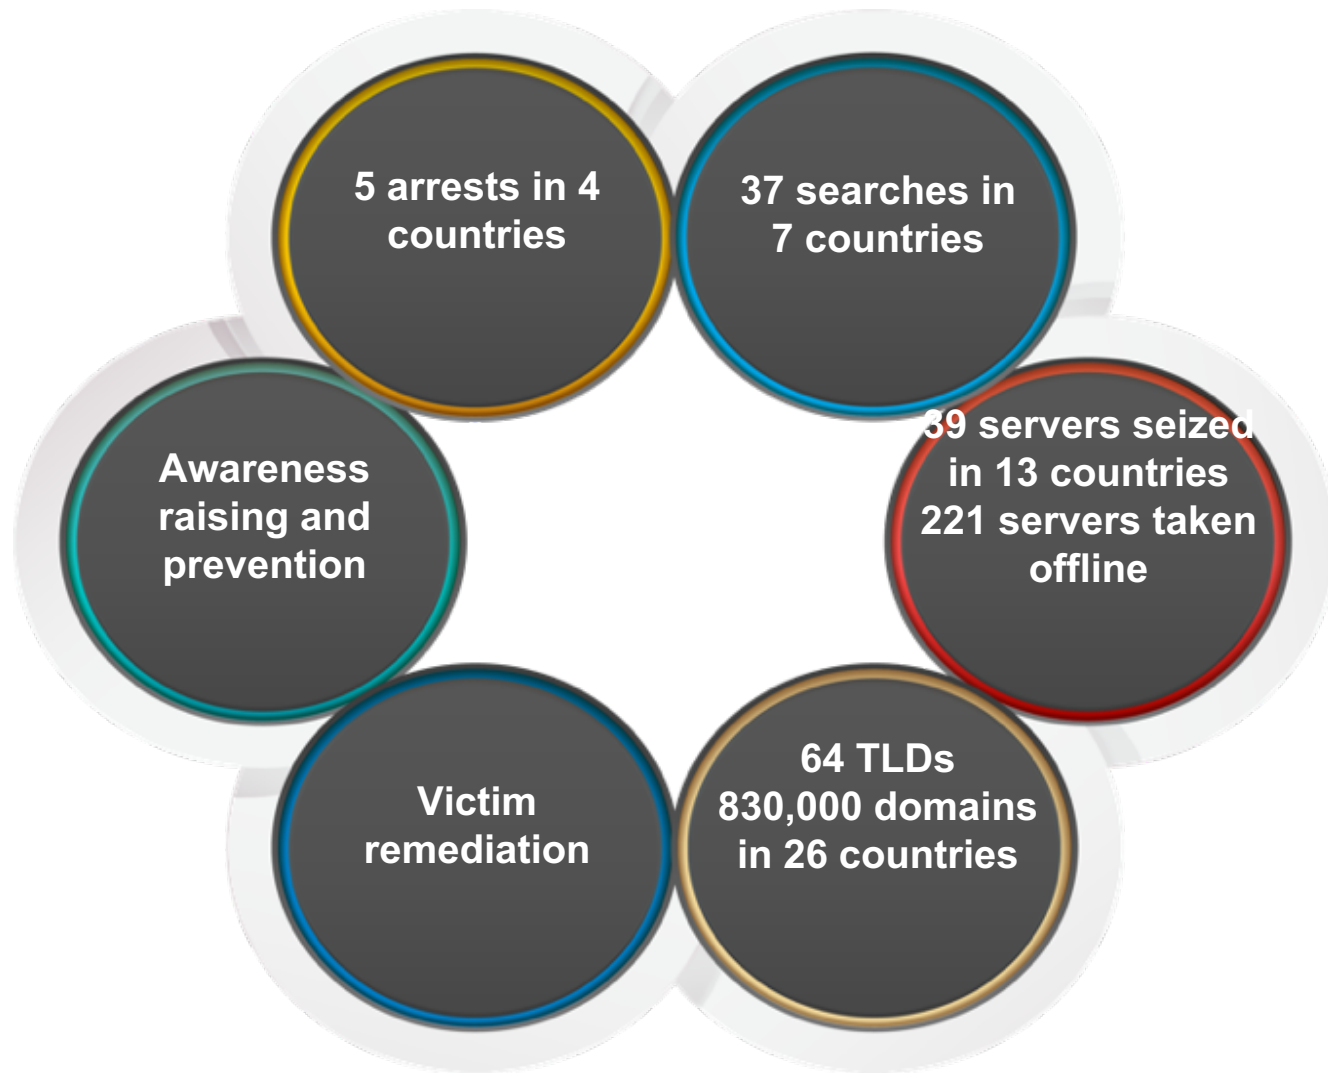 5 arrests in 4
countries
37 searches in
7 countries
39 servers seized
in 13 countries
221 servers taken
offline
64 TLDs
830,000 domains
in 26 countries
Victim
remediation
Awareness
raising and
prevention